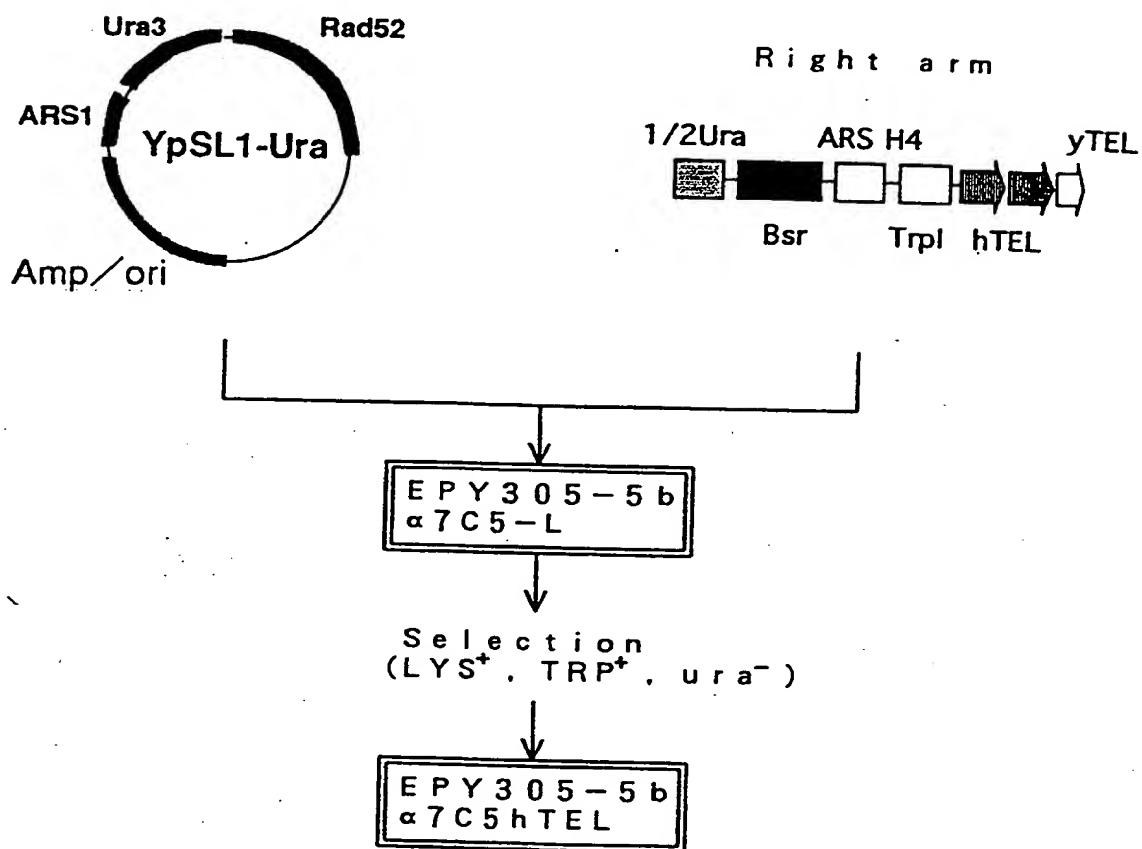 Ura3
Rad52
ARS1
YpSL1-Ura
Amp/ori
Right arm
1/2Ura
ARS H4
yTEL
Bsr
TrpI
hTEL
EPY305-5b
α7C5-L
Selection
(LYS⁺, TRP⁺, ura⁻)
EPY305-5b
α7C5hTEL